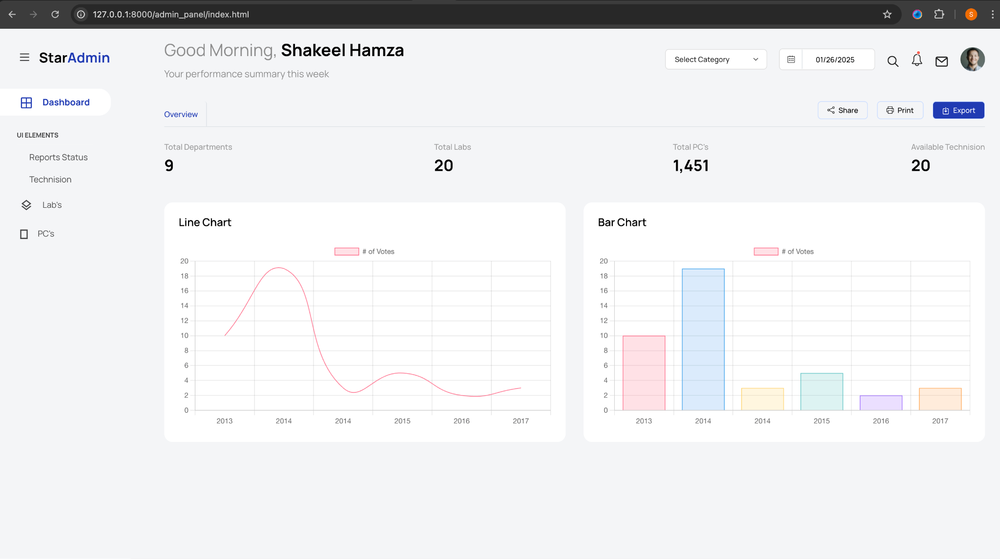 127.0.0.1:8000/admin_panel/index.html
S
StarAdmin
Good Morning, Shakeel Hamza
Your performance summary this week
Select Category
01/26/2025
Dashboard
UI ELEMENTS
Reports Status
Technision
Lab's
PC's
Overview
Share
Print
Export
Total Departments
9
Total Labs
20
Total PC's
1,451
Available Technision
20
Line Chart
# of Votes
20
18
16
14
12
10
8
6
4
2
0
2013 2014 2014 2015 2016 2017
Bar Chart
# of Votes
20
18
16
14
12
10
8
6
4
2
0
2013 2014 2014 2015 2016 2017